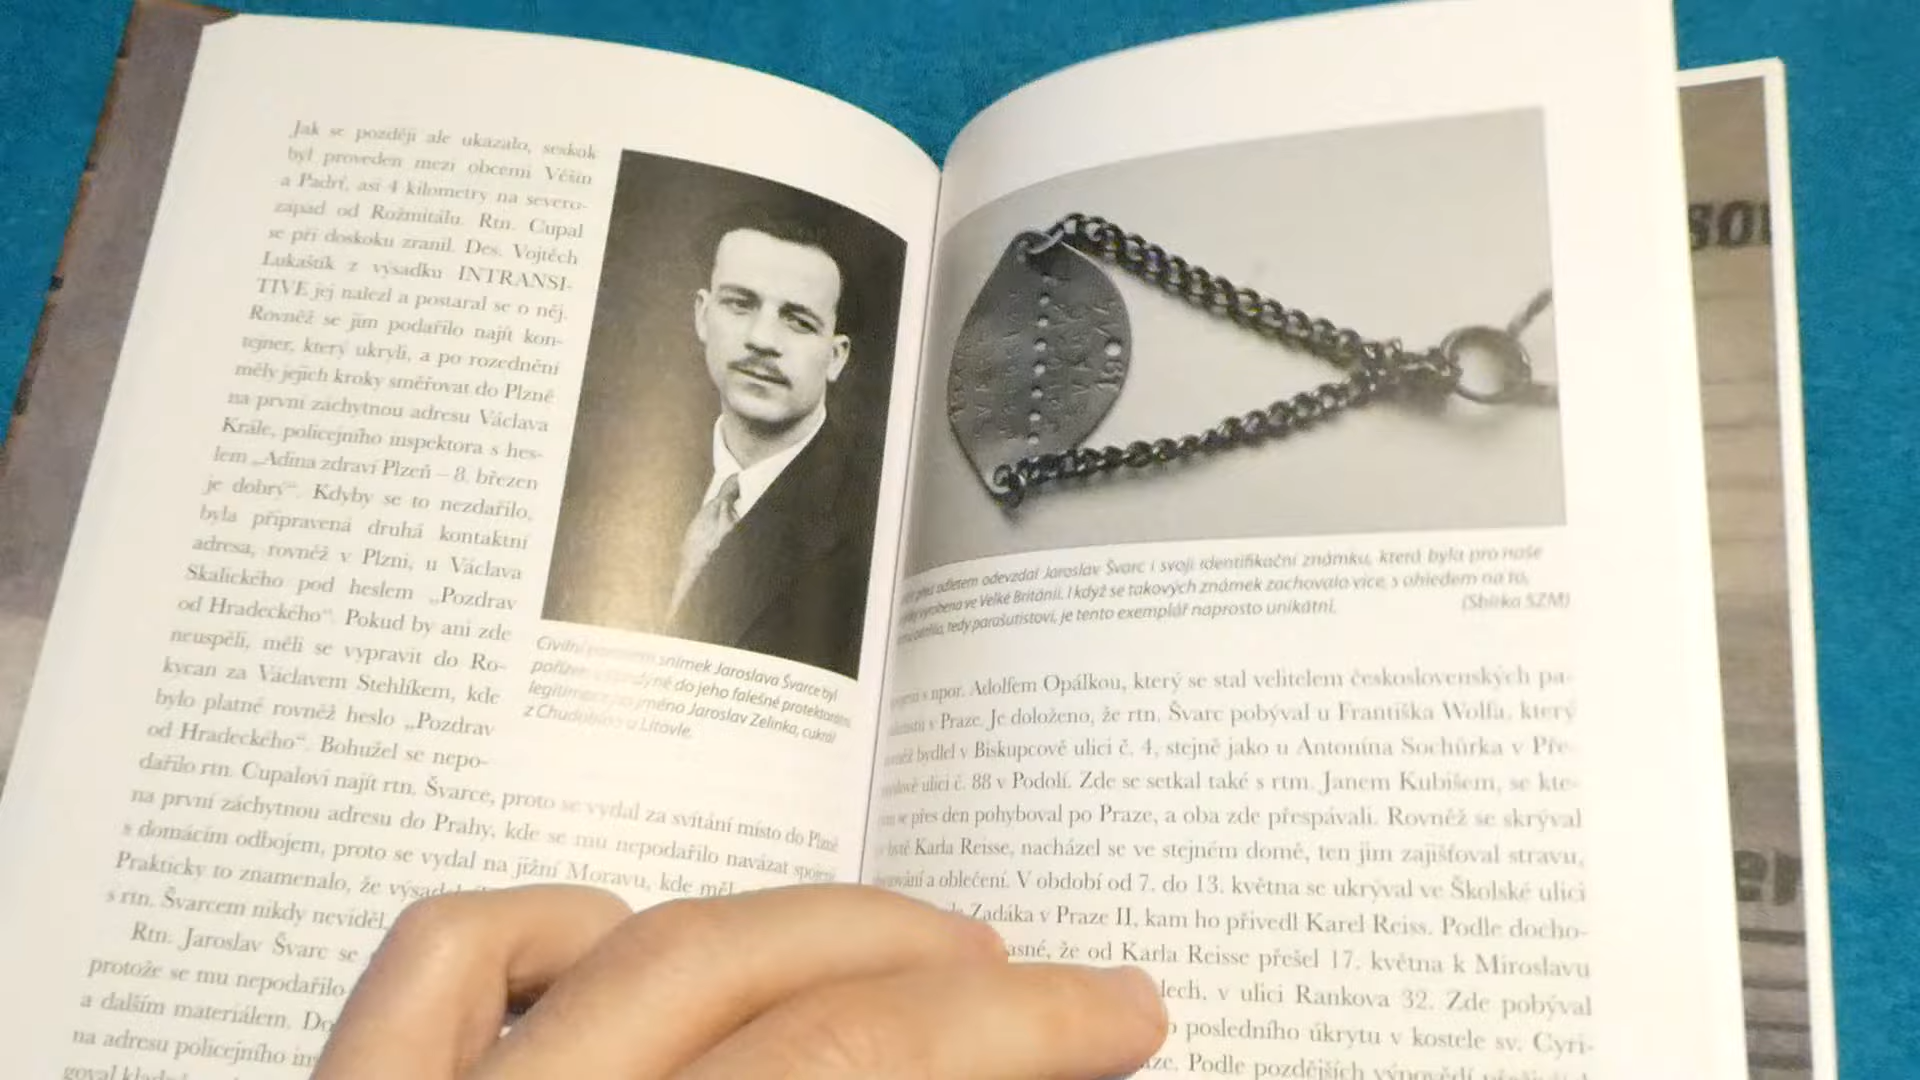 Jak se později ale ukázalo, seskok
byl proveden mezi obcemi Věšín
a Padrť, asi 4 kilometry na severo-
západ od Rožmitálu. Rtn. Cupal
se při doskoku zranil. Des. Vojtěch
Lukaštík z výsadku INTRANSI-
TIVE jej nalezl a postaral se o něj.
Rovněž se jim podařilo najít kon-
tejner, který ukryli, a po rozednění
měly jejich kroky směřovat do Plzně
na první záchytnou adresu Václava
Krále, policejního inspektora s hes-
lem „Adina zdraví Plzeň – 8. březen
je dobrý“. Kdyby se to nezdařilo,
byla připravená druhá kontaktní
adresa, rovněž v Plzni, u Václava
Skalického pod heslem „Pozdrav
od Hradeckého“. Pokud by ani zde
neuspěli, měli se vypravit do Ro-
kycan za Václavem Stehlíkem, kde
bylo platné rovněž heslo „Pozdrav
od Hradeckého“. Bohužel se nepo-
dařilo rtn. Cupalovi najít rtn. Švarce, proto se vydal za svítání místo do Plzně
na první záchytnou adresu do Prahy, kde se mu nepodařilo navázat spojení
s domácím odbojem, proto se vydal na jižní Moravu, kde měl
Prakticky to znamenalo, že
s rtn. Švarcem nikdy neviděl.
Rtn. Jaroslav Švarc se
protože se mu nepodařilo
a dalším materiálem.
na adresu policejního
Civilní snímek Jaroslava Švarce byl
do jeho falešné
jméno Jaroslav Zelinka, cukrář
z u Litovle.
před odletem odevzdal Jaroslav Švarc i svoji identifikační známku, která byla pro naše
vyrobena ve Velké Británii. I když se takových známek zachovalo více, s ohledem na to,
tedy parašutistovi, je tento exemplář naprosto unikátní.
(Sbírka SZM)
s npor. Adolfem Opálkou, který se stal velitelem československých pa-
v Praze. Je doloženo, že rtn. Švarc pobýval u Františka Wolfa, který
bydlel v Biskupcově ulici č. 4, stejně jako u Antonína Sochůrka v Pře-
ulici č. 88 v Podolí. Zde se setkal také s rtm. Janem Kubišem, se kte-
se přes den pohyboval po Praze, a oba zde přespávali. Rovněž se skrýval
Karla Reisse, nacházel se ve stejném domě, ten jim zajišťoval stravu,
a oblečení. V období od 7. do 13. května se ukrýval ve Školské ulici
Zadáka v Praze II, kam ho přivedl Karel Reiss. Podle docho-
že od Karla Reisse přešel 17. května k Miroslavu
v ulici Rankova 32. Zde pobýval
posledního úkrytu v kostele sv. Cyri-
Podle pozdějších výpovědí